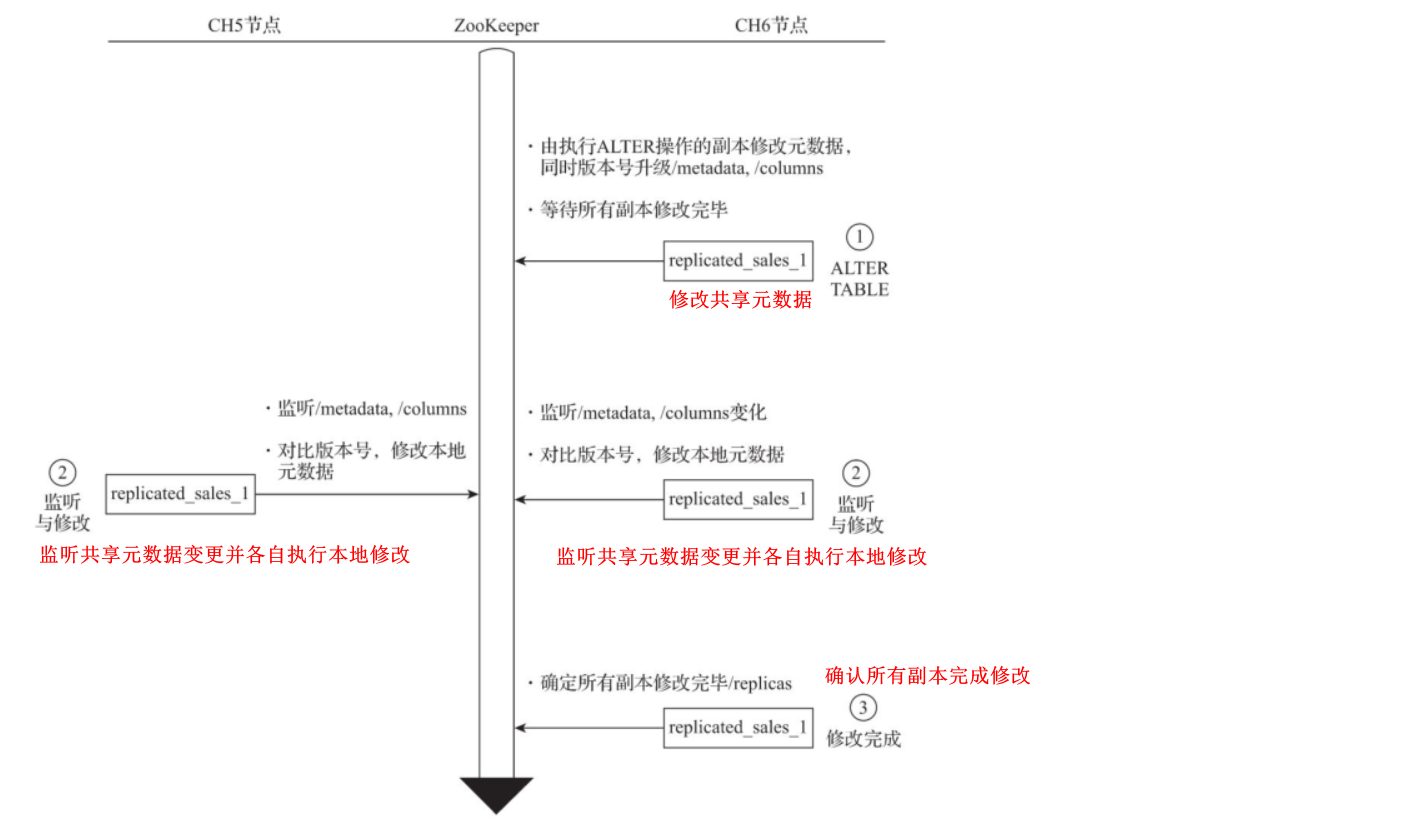 CH5节点 ZooKeeper CH6节点
· 由执行ALTER操作的副本修改元数据，
同时版本号升级/metadata, /columns
· 等待所有副本修改完毕
①
replicated_sales_1
ALTER
TABLE
修改共享元数据
· 监听/metadata, /columns
· 对比版本号，修改本地
元数据
②
监听
与修改
replicated_sales_1
监听共享元数据变更并各自执行本地修改
· 监听/metadata, /columns变化
· 对比版本号，修改本地元数据
replicated_sales_1
②
监听
与修改
监听共享元数据变更并各自执行本地修改
· 确定所有副本修改完毕/replicas
确认所有副本完成修改
replicated_sales_1
③
修改完成